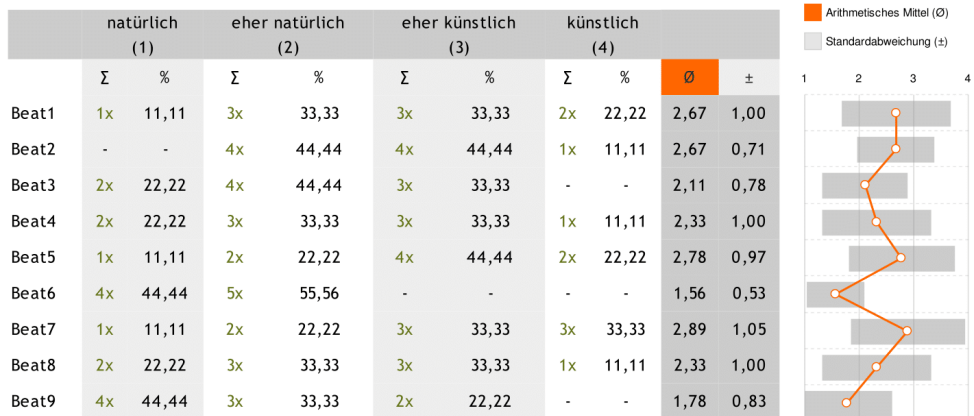 natürlich eher natürlich eher künstlich künstlich
(1) (2) (3) (4)
Σ % Σ % Σ % Σ % Ø ±
Beat1 1x 11,11 3x 33,33 3x 33,33 2x 22,22 2,67 1,00
Beat2 - - 4x 44,44 4x 44,44 1x 11,11 2,67 0,71
Beat3 2x 22,22 4x 44,44 3x 33,33 - - 2,11 0,78
Beat4 2x 22,22 3x 33,33 3x 33,33 1x 11,11 2,33 1,00
Beat5 1x 11,11 2x 22,22 4x 44,44 2x 22,22 2,78 0,97
Beat6 4x 44,44 5x 55,56 - - - - 1,56 0,53
Beat7 1x 11,11 2x 22,22 3x 33,33 3x 33,33 2,89 1,05
Beat8 2x 22,22 3x 33,33 3x 33,33 1x 11,11 2,33 1,00
Beat9 4x 44,44 3x 33,33 2x 22,22 - - 1,78 0,83
Arithmetisches Mittel (Ø)
Standardabweichung (±)
1 2 3 4